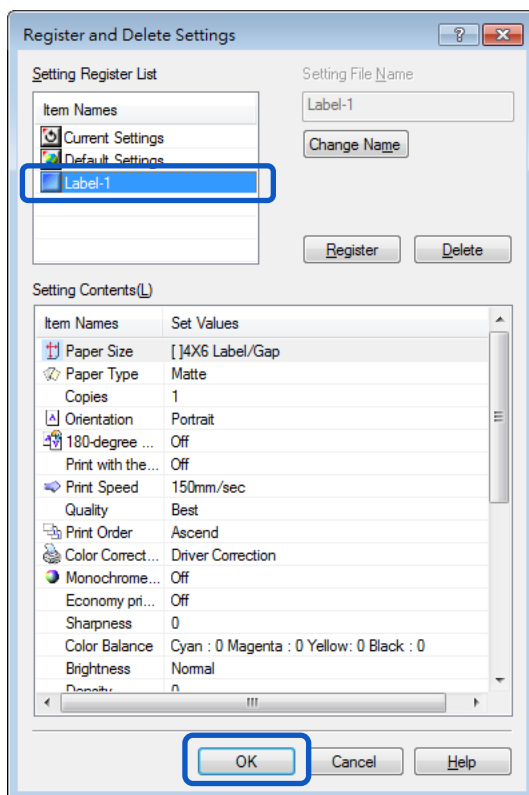 Register and Delete Settings
Setting Register List
Setting File Name
Item Names
Label-1
Current Settings
Change Name
Default Settings
Label-1
Register
Delete
Setting Contents(L)
Item Names Set Values
Paper Size [ ]4X6 Label/Gap
Paper Type Matte
Copies 1
Orientation Portrait
180-degree ... Off
Print with the... Off
Print Speed 150mm/sec
Quality Best
Print Order Ascend
Color Correct... Driver Correction
Monochrome... Off
Economy pri... Off
Sharpness 0
Color Balance Cyan : 0 Magenta : 0 Yellow: 0 Black : 0
Brightness Normal
Density 0
OK Cancel Help